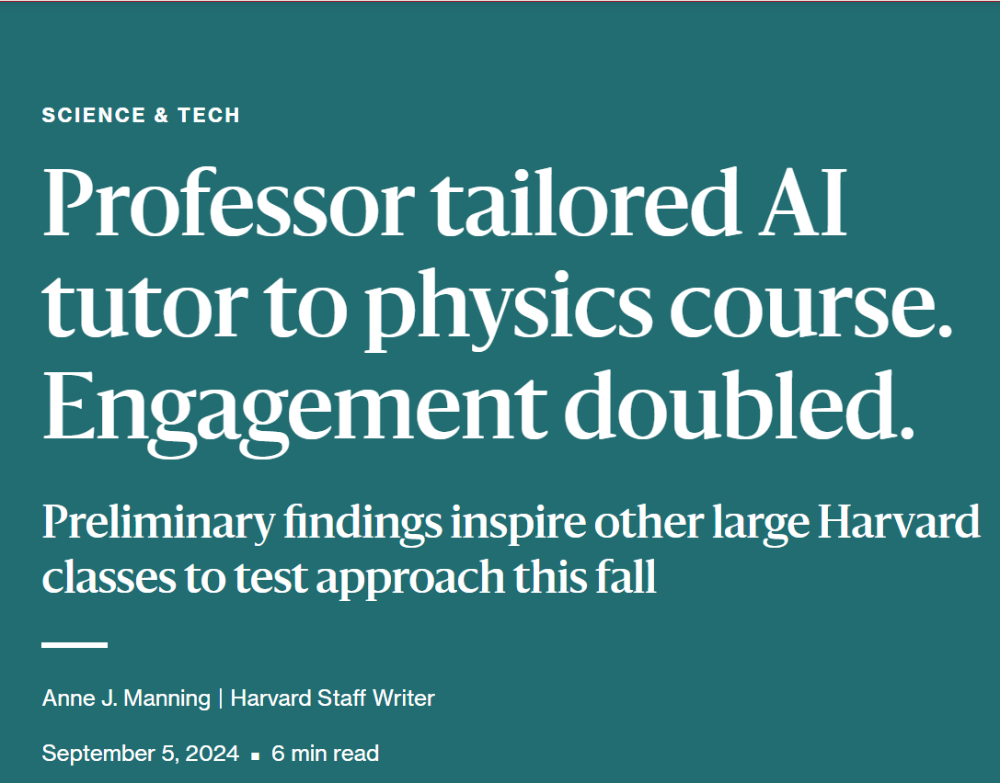 SCIENCE & TECH
Professor tailored AI
tutor to physics course.
Engagement doubled.
Preliminary findings inspire other large Harvard
classes to test approach this fall
Anne J. Manning | Harvard Staff Writer
September 5, 2024 ▪ 6 min read